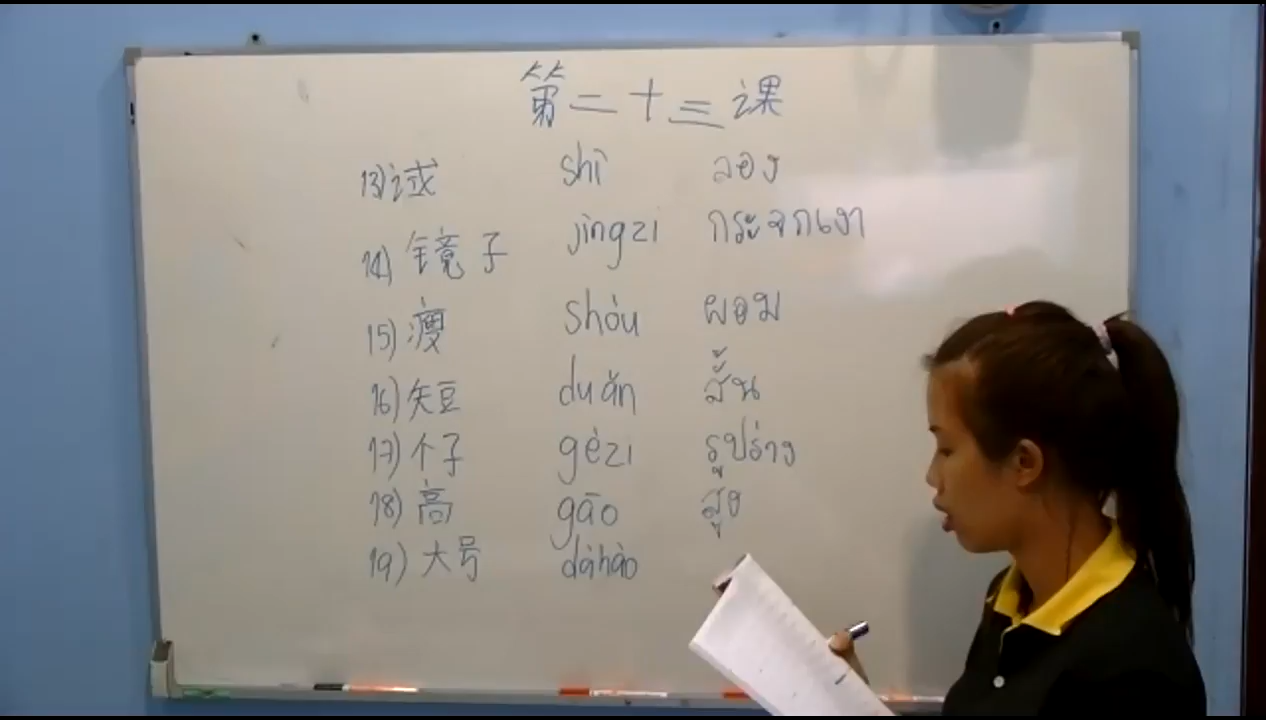 第二十三课
13) 试 shì ลอง
14) 镜子 jìngzi กระจกเงา
15) 瘦 shòu ผอม
16) 矢豆 duǎn สั้น
17) 个子 gèzi รูปร่าง
18) 高 gāo สูง
19) 大号 dàhào